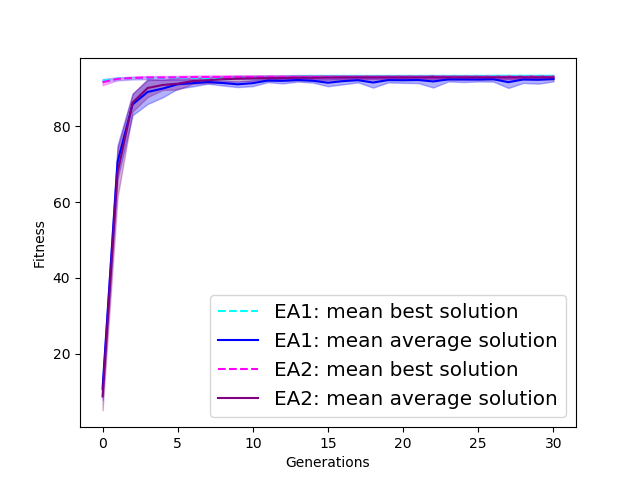 80
60
40
20
Fitness
EA1: mean best solution
EA1: mean average solution
EA2: mean best solution
EA2: mean average solution
0 5 10 15 20 25 30
Generations